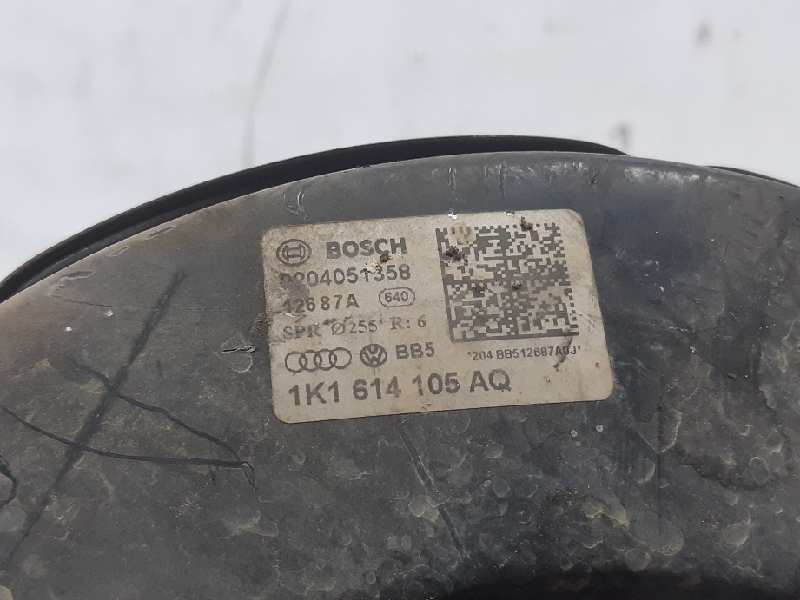 BOSCH
0204051358
12687A 640
SPR Ø255 R:6
BB5
*204 BB512687A03*
1K1 614 105 AQ